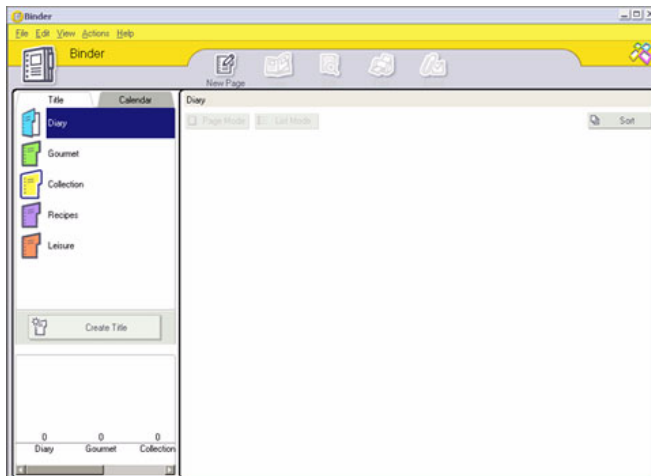 Binder
File Edit View Actions Help
Binder
New Page
Title Calendar
Diary
Page Mode List Mode Sort
Diary
Gourmet
Collection
Recipes
Leisure
Create Title
0 0 0
Diary Gourmet Collection